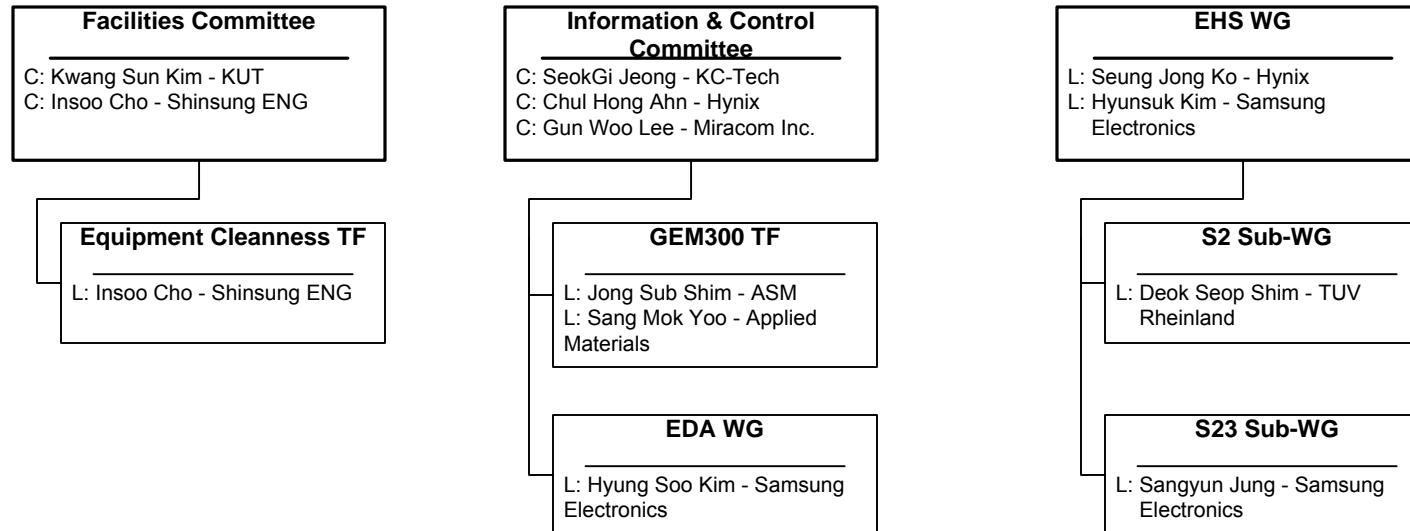 Facilities Committee
C: Kwang Sun Kim - KUT
C: Insoo Cho - Shinsung ENG
Equipment Cleanness TF
L: Insoo Cho - Shinsung ENG
Information & Control
Committee
C: SeokGi Jeong - KC-Tech
C: Chul Hong Ahn - Hynix
C: Gun Woo Lee - Miracom Inc.
GEM300 TF
L: Jong Sub Shim - ASM
L: Sang Mok Yoo - Applied
Materials
EDA WG
L: Hyung Soo Kim - Samsung
Electronics
EHS WG
L: Seung Jong Ko - Hynix
L: Hyunsuk Kim - Samsung
Electronics
S2 Sub-WG
L: Deok Seop Shim - TUV
Rheinland
S23 Sub-WG
L: Sangyun Jung - Samsung
Electronics